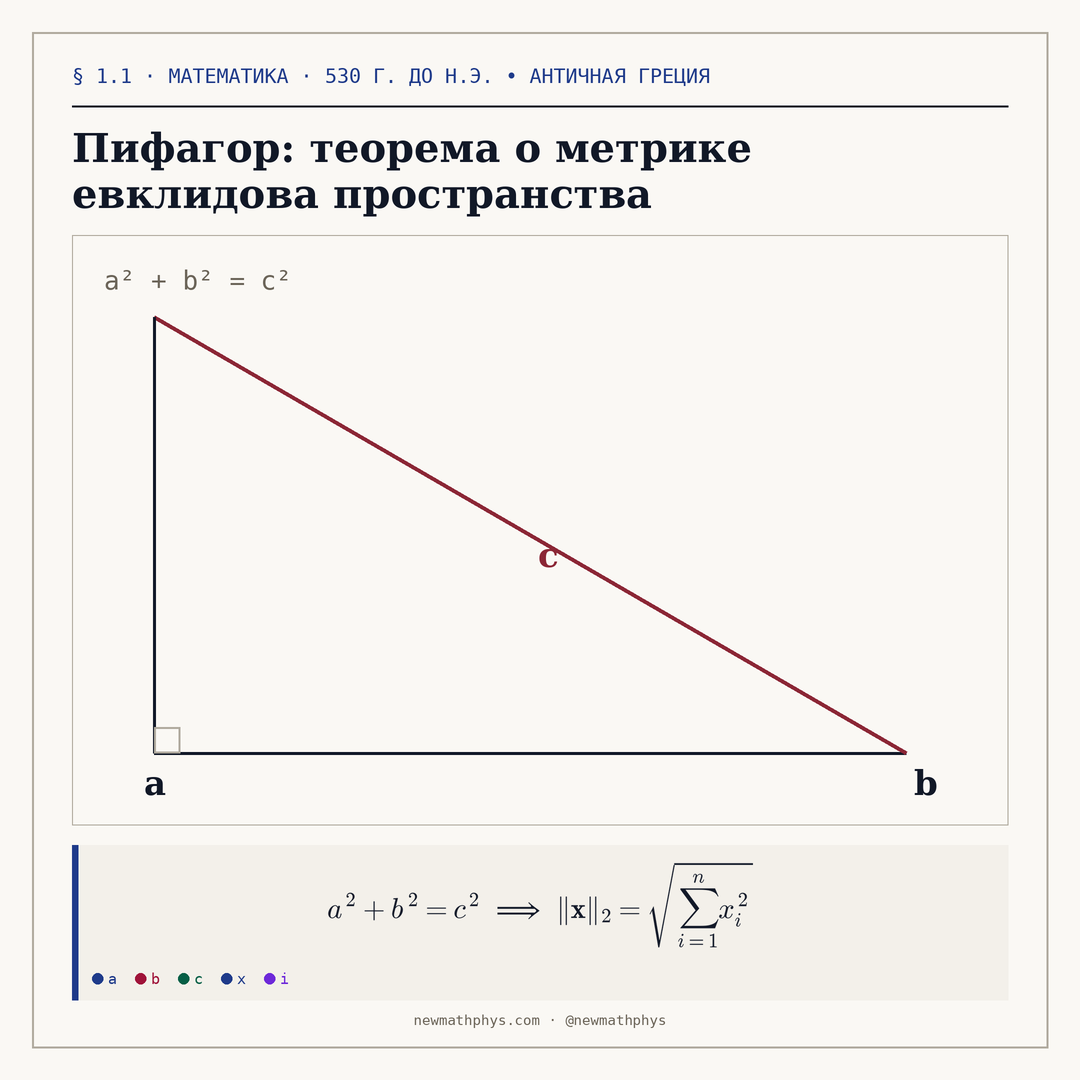 § 1.1 · МАТЕМАТИКА · 530 Г. ДО Н.Э. • АНТИЧНАЯ ГРЕЦИЯ
Пифагор: теорема о метрике
евклидова пространства
a² + b² = c²
c
a
b
a² + b² = c² ⟹ ‖x‖₂ = √(∑ᵢ₌₁ⁿ xᵢ²)
a b c x i
newmathphys.com · @newmathphys